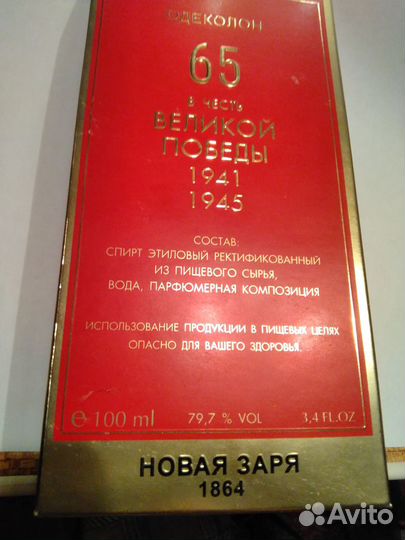 ОДЕКОЛОН
65
В ЧЕСТЬ
ВЕЛИКОЙ
ПОБЕДЫ
1941
1945
СОСТАВ:
СПИРТ ЭТИЛОВЫЙ РЕКТИФИКОВАННЫЙ
ИЗ ПИЩЕВОГО СЫРЬЯ,
ВОДА, ПАРФЮМЕРНАЯ КОМПОЗИЦИЯ
ИСПОЛЬЗОВАНИЕ ПРОДУКЦИИ В ПИЩЕВЫХ ЦЕЛЯХ
ОПАСНО ДЛЯ ВАШЕГО ЗДОРОВЬЯ.
℮ 100 ml 79,7 % VOL 3,4 FL.OZ
НОВАЯ ЗАРЯ
1864
Avito